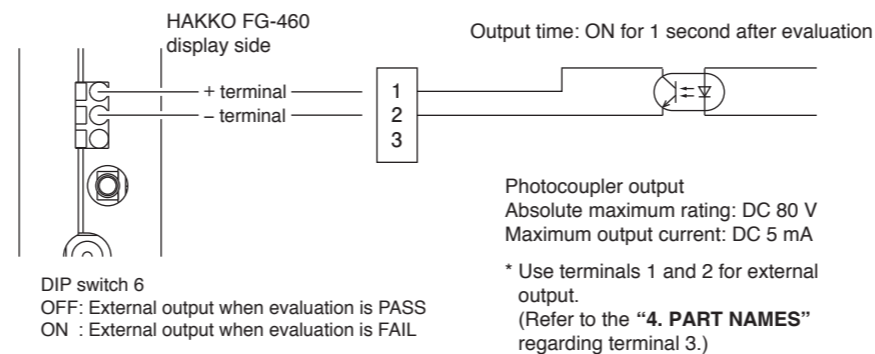 HAKKO FG-460
display side
Output time: ON for 1 second after evaluation
+ terminal
1
– terminal
2
3
Photocoupler output
Absolute maximum rating: DC 80 V
Maximum output current: DC 5 mA
* Use terminals 1 and 2 for external
output.
(Refer to the “4. PART NAMES”
regarding terminal 3.)
DIP switch 6
OFF: External output when evaluation is PASS
ON : External output when evaluation is FAIL